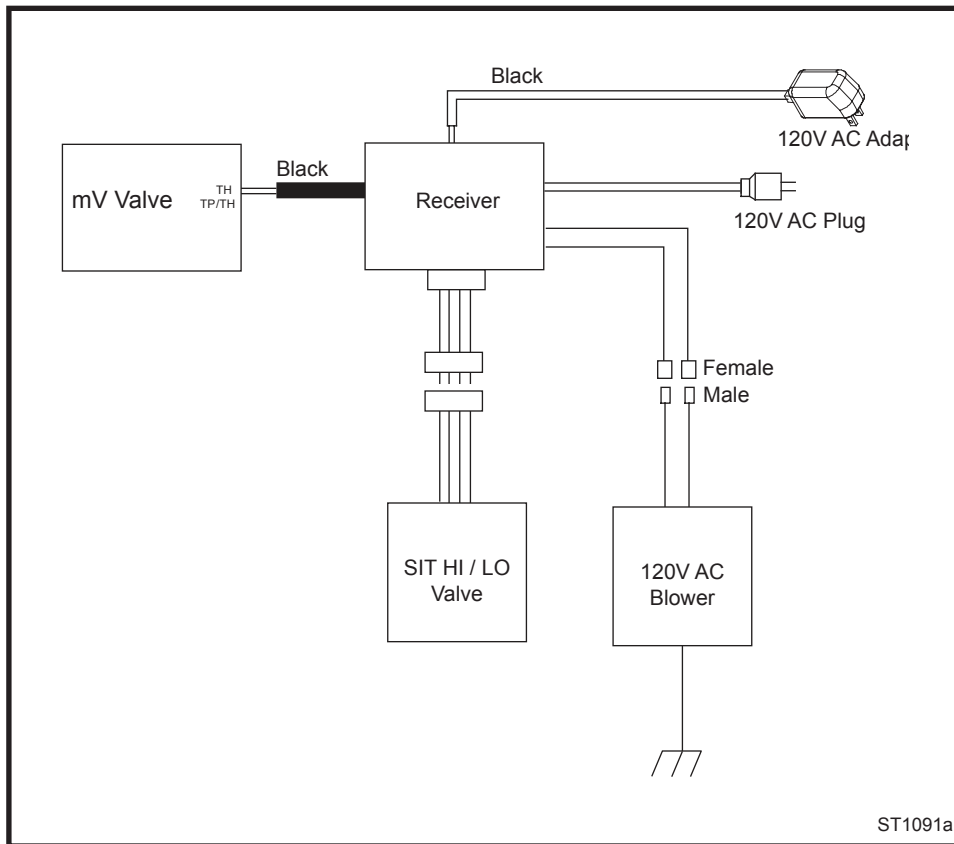 Black
120V AC Adap
mV Valve
TH
TP/TH
Black
Receiver
120V AC Plug
Female
Male
SIT HI / LO
Valve
120V AC
Blower
ST1091a